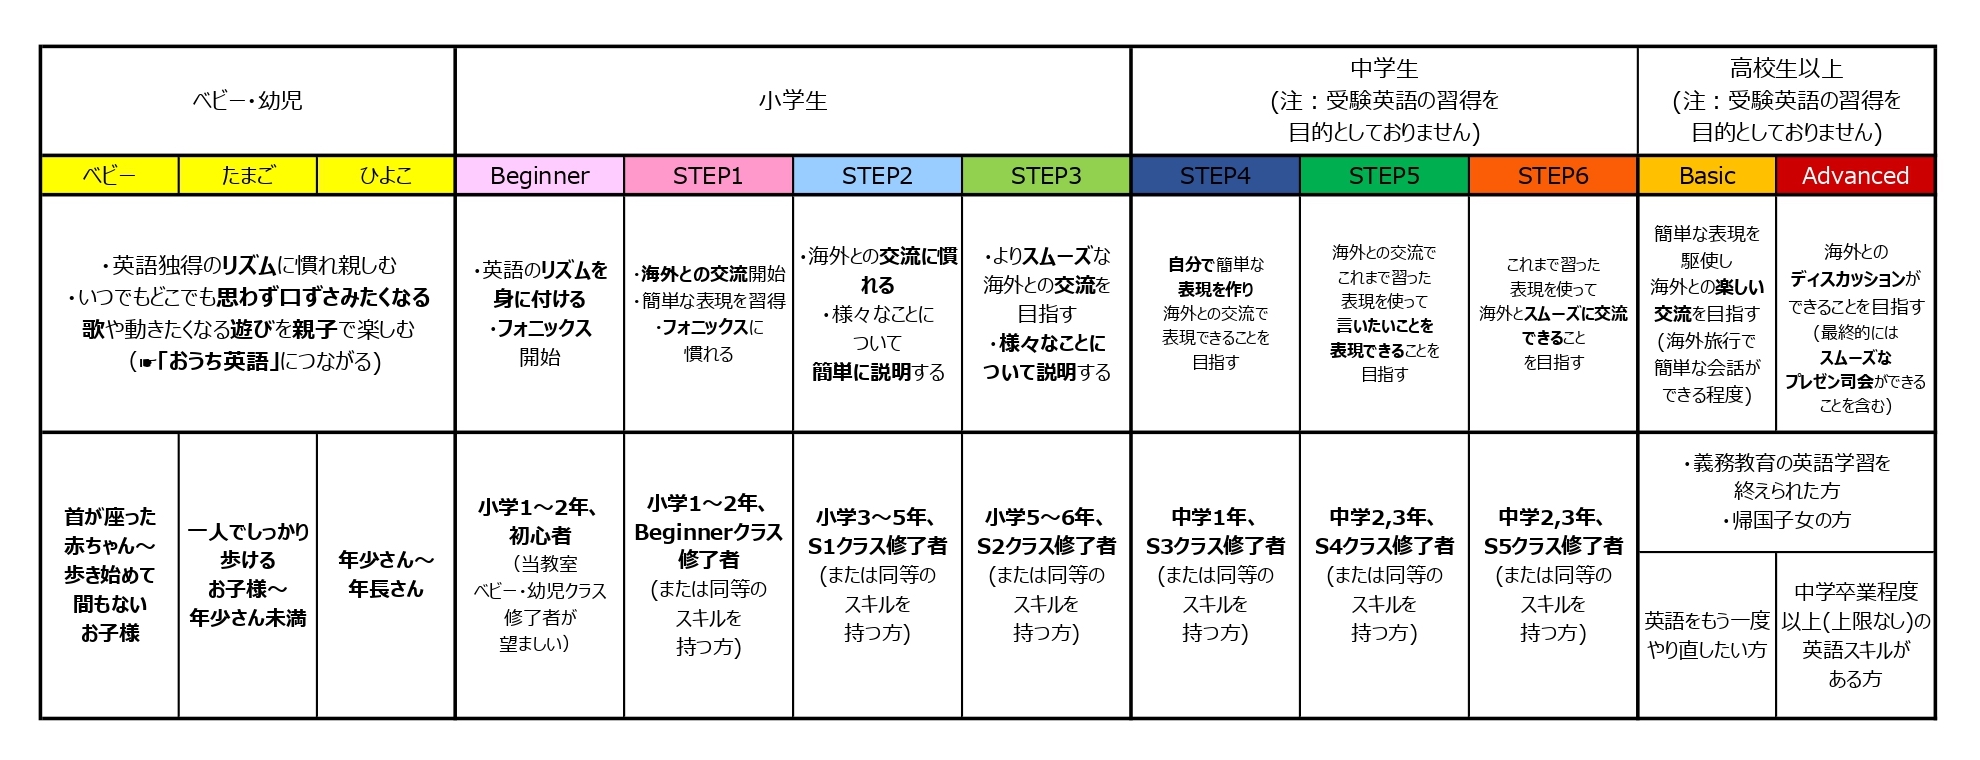 ベビー・幼児
小学生
中学生
(注：受験英語の習得を
目的としておりません)
高校生以上
(注：受験英語の習得を
目的としておりません)
ベビー
たまご
ひよこ
Beginner
STEP1
STEP2
STEP3
STEP4
STEP5
STEP6
Basic
Advanced
・英語独得のリズムに慣れ親しむ
・いつでもどこでも思わず口ずさみたくなる
歌や動きたくなる遊びを親子で楽しむ
(☛「おうち英語」につながる)
・英語のリズムを
身に付ける
・フォニックス
開始
・海外との交流開始
・簡単な表現を習得
・フォニックスに
慣れる
・海外との交流に慣
れる
・様々なことに
ついて
簡単に説明する
・よりスムーズな
海外との交流を
目指す
・様々なことに
ついて説明する
自分で簡単な
表現を作り
海外との交流で
表現できることを
目指す
海外との交流で
これまで習った
表現を使って
言いたいことを
表現できることを
目指す
これまで習った
表現を使って
海外とスムーズに交流
できること
を目指す
簡単な表現を
駆使し
海外との楽しい
交流を目指す
(海外旅行で
簡単な会話が
できる程度)
海外との
ディスカッションが
できることを目指す
(最終的には
スムーズな
プレゼン司会ができる
ことを含む)
首が座った
赤ちゃん～
歩き始めて
間もない
お子様
一人でしっかり
歩ける
お子様～
年少さん未満
年少さん～
年長さん
小学1～2年、
初心者
（当教室
ベビー・幼児クラス
修了者が
望ましい）
小学1～2年、
Beginnerクラス
修了者
(または同等の
スキルを
持つ方)
小学3～5年、
S1クラス修了者
(または同等の
スキルを
持つ方)
小学5～6年、
S2クラス修了者
(または同等の
スキルを
持つ方)
中学1年、
S3クラス修了者
(または同等の
スキルを
持つ方)
中学2,3年、
S4クラス修了者
(または同等の
スキルを
持つ方)
中学2,3年、
S5クラス修了者
(または同等の
スキルを
持つ方)
・義務教育の英語学習を
終えられた方
・帰国子女の方
英語をもう一度
やり直したい方
中学卒業程度
以上(上限なし)の
英語スキルが
ある方